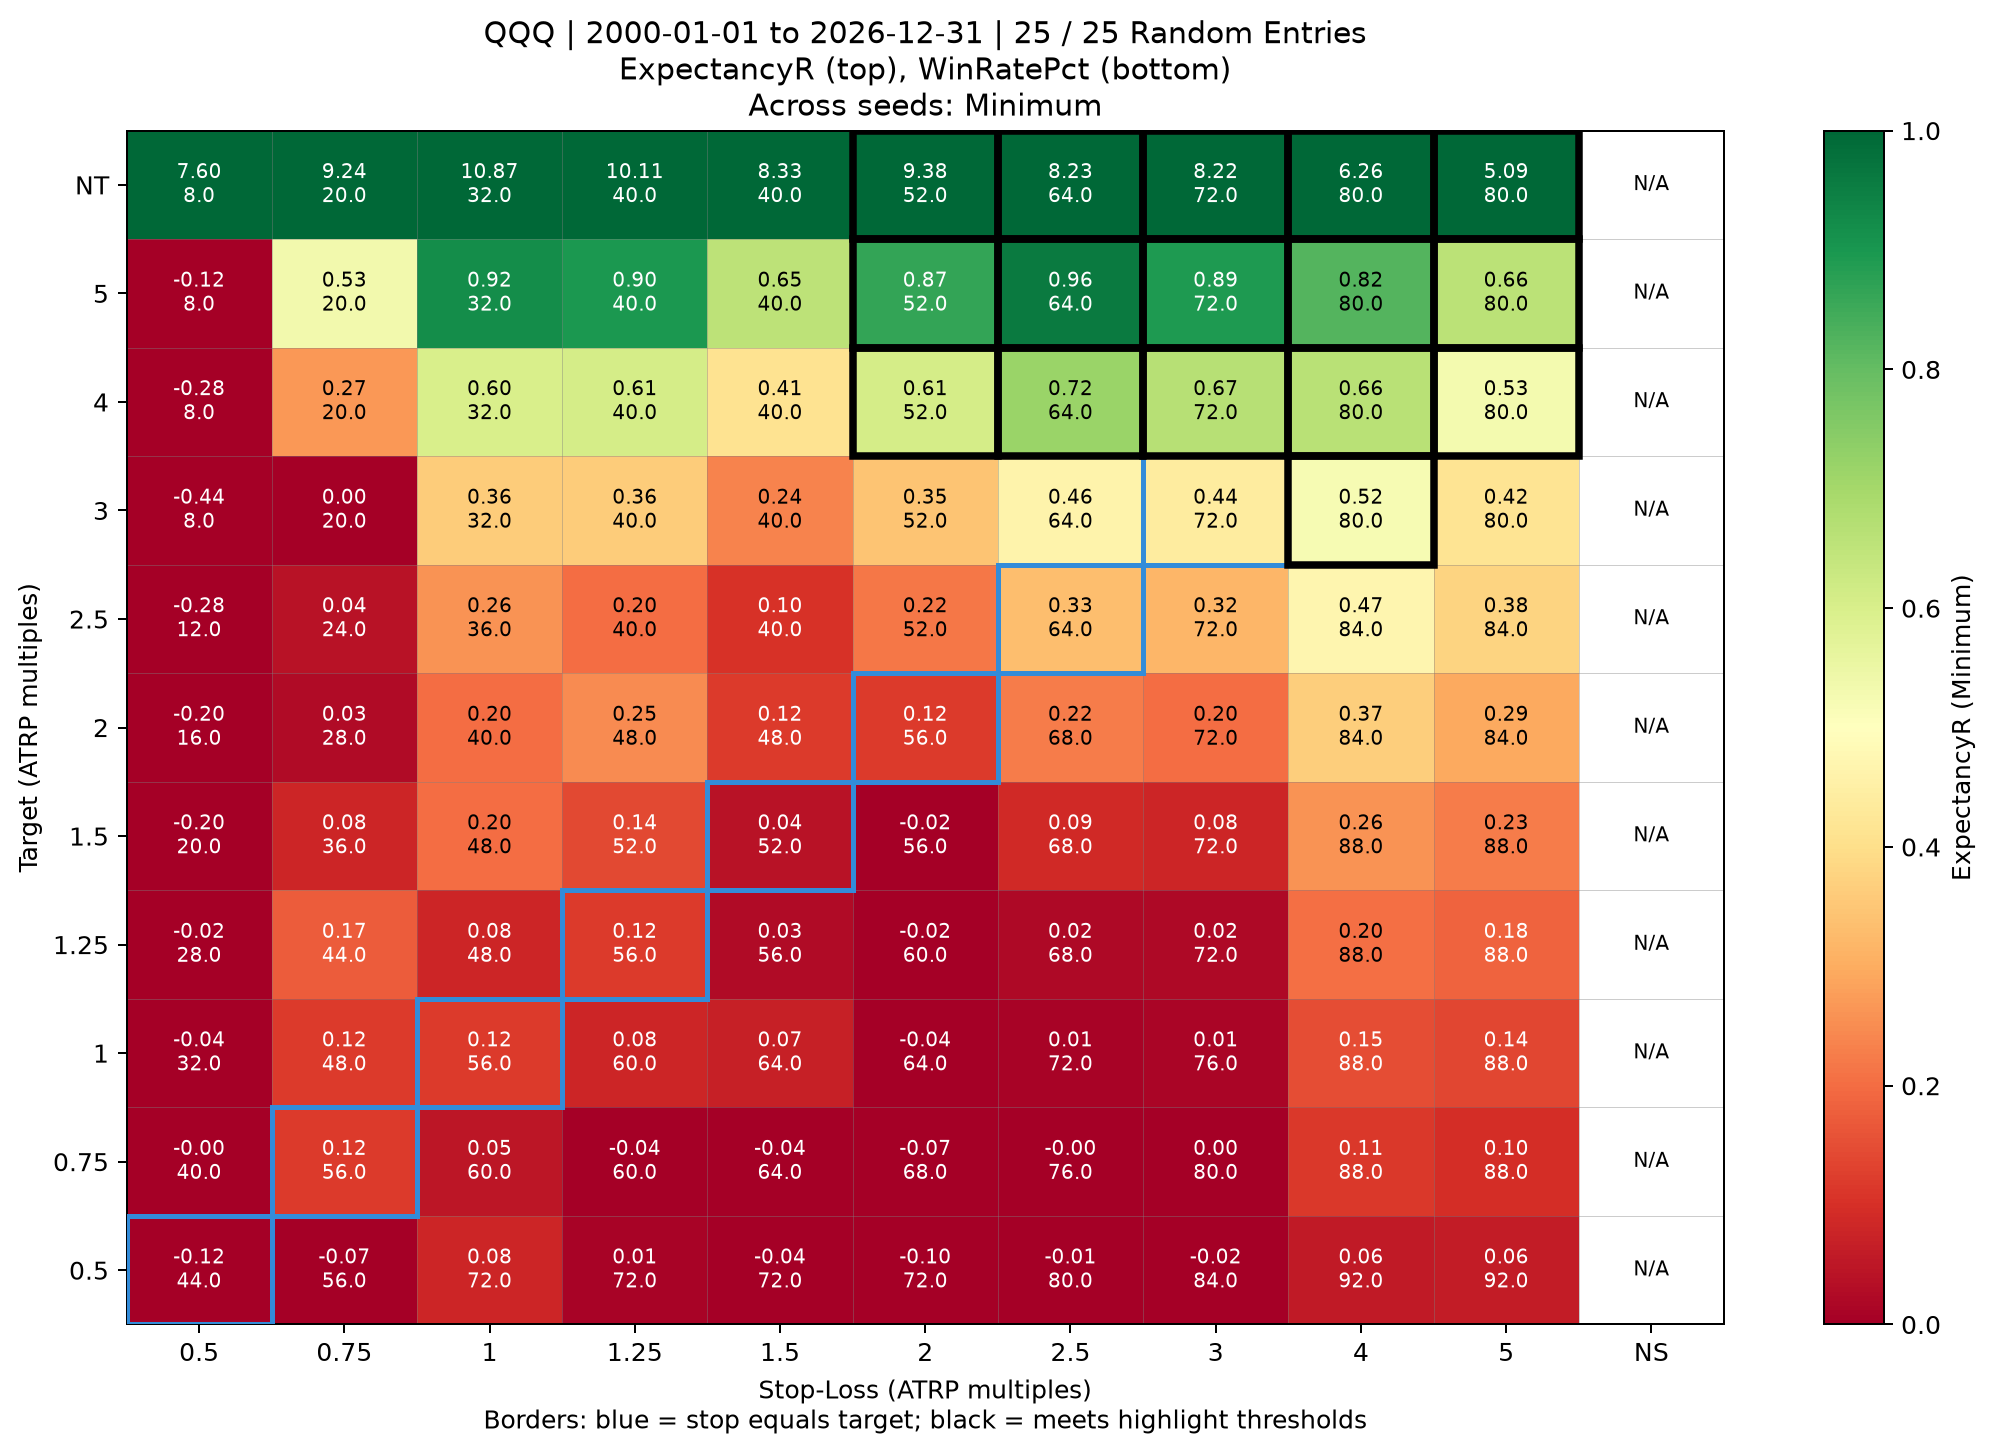 QQQ | 2000-01-01 to 2026-12-31 | 25 / 25 Random Entries
ExpectancyR (top), WinRatePct (bottom)
Across seeds: Minimum
NT
7.60 9.24 10.87 10.11 8.33 9.38 8.23 8.22 6.26 5.09 N/A
8.0 20.0 32.0 40.0 40.0 52.0 64.0 72.0 80.0 80.0
5
-0.12 0.53 0.92 0.90 0.65 0.87 0.96 0.89 0.82 0.66 N/A
8.0 20.0 32.0 40.0 40.0 52.0 64.0 72.0 80.0 80.0
4
-0.28 0.27 0.60 0.61 0.41 0.61 0.72 0.67 0.66 0.53 N/A
8.0 20.0 32.0 40.0 40.0 52.0 64.0 72.0 80.0 80.0
3
-0.44 0.00 0.36 0.36 0.24 0.35 0.46 0.44 0.52 0.42 N/A
8.0 20.0 32.0 40.0 40.0 52.0 64.0 72.0 80.0 80.0
2.5
-0.28 0.04 0.26 0.20 0.10 0.22 0.33 0.32 0.47 0.38 N/A
12.0 24.0 36.0 40.0 40.0 52.0 64.0 72.0 84.0 84.0
2
-0.20 0.03 0.20 0.25 0.12 0.12 0.22 0.20 0.37 0.29 N/A
16.0 28.0 40.0 48.0 48.0 56.0 68.0 72.0 84.0 84.0
1.5
-0.20 0.08 0.20 0.14 0.04 -0.02 0.09 0.08 0.26 0.23 N/A
20.0 36.0 48.0 52.0 52.0 56.0 68.0 72.0 88.0 88.0
1.25
-0.02 0.17 0.08 0.12 0.03 -0.02 0.02 0.02 0.20 0.18 N/A
28.0 44.0 48.0 56.0 56.0 60.0 68.0 72.0 88.0 88.0
1
-0.04 0.12 0.12 0.08 0.07 -0.04 0.01 0.01 0.15 0.14 N/A
32.0 48.0 56.0 60.0 64.0 64.0 72.0 76.0 88.0 88.0
0.75
-0.00 0.12 0.05 -0.04 -0.04 -0.07 -0.00 0.00 0.11 0.10 N/A
40.0 56.0 60.0 60.0 64.0 68.0 76.0 80.0 88.0 88.0
0.5
-0.12 -0.07 0.08 0.01 -0.04 -0.10 -0.01 -0.02 0.06 0.06 N/A
44.0 56.0 72.0 72.0 72.0 72.0 80.0 84.0 92.0 92.0
0.5 0.75 1 1.25 1.5 2 2.5 3 4 5 NS
Target (ATRP multiples)
Stop-Loss (ATRP multiples)
Borders: blue = stop equals target; black = meets highlight thresholds
1.0
0.8
0.6
0.4
0.2
0.0
ExpectancyR (Minimum)